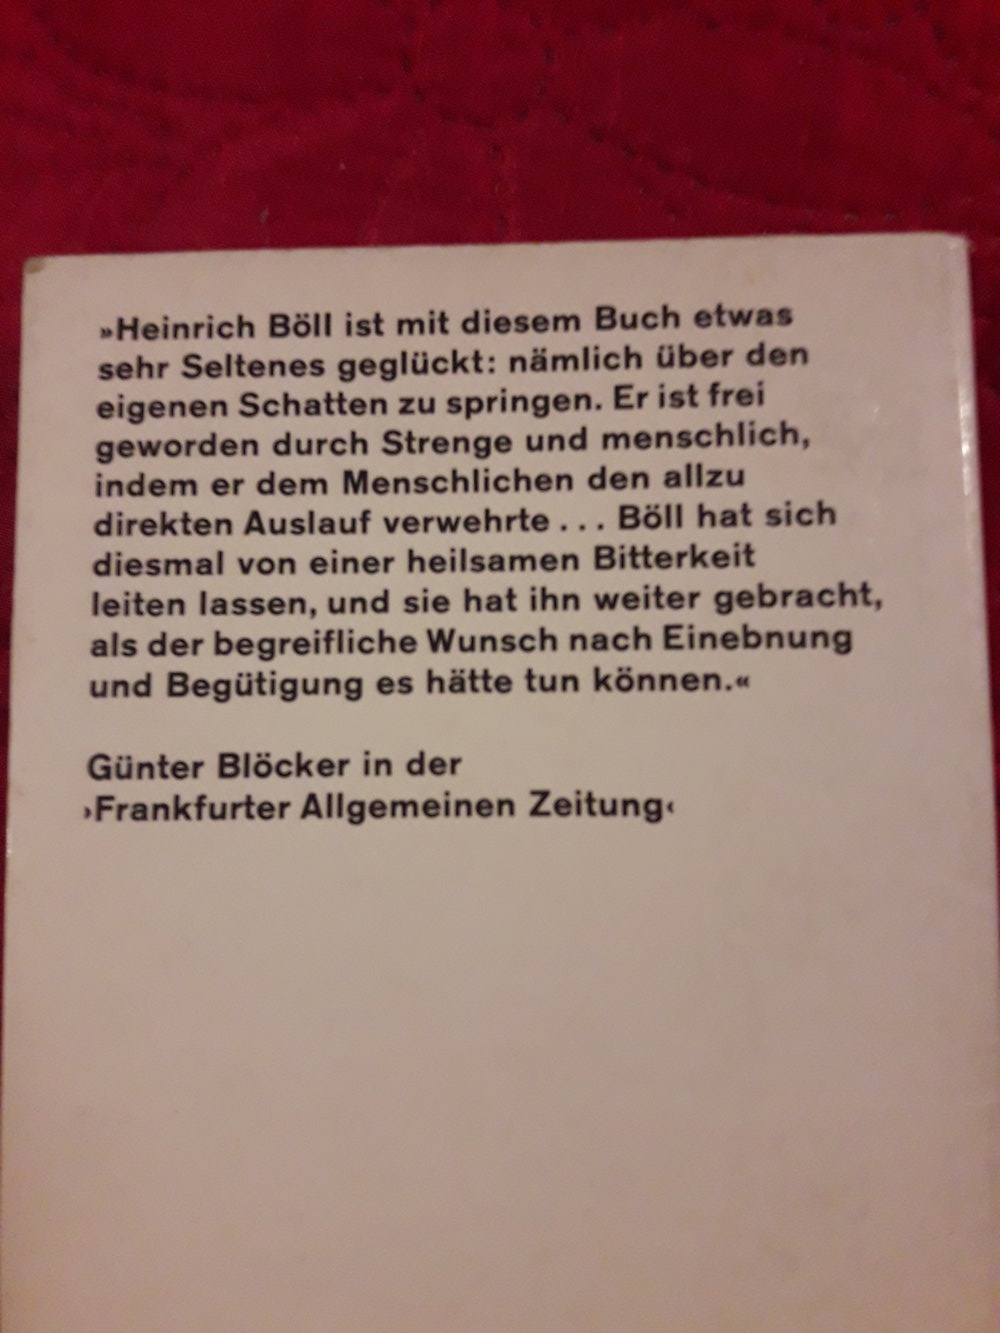 »Heinrich Böll ist mit diesem Buch etwas
sehr Seltenes geglückt: nämlich über den
eigenen Schatten zu springen. Er ist frei
geworden durch Strenge und menschlich,
indem er dem Menschlichen den allzu
direkten Auslauf verwehrte . . . Böll hat sich
diesmal von einer heilsamen Bitterkeit
leiten lassen, und sie hat ihn weiter gebracht,
als der begreifliche Wunsch nach Einebnung
und Begütigung es hätte tun können.«
Günter Blöcker in der
›Frankfurter Allgemeinen Zeitung‹